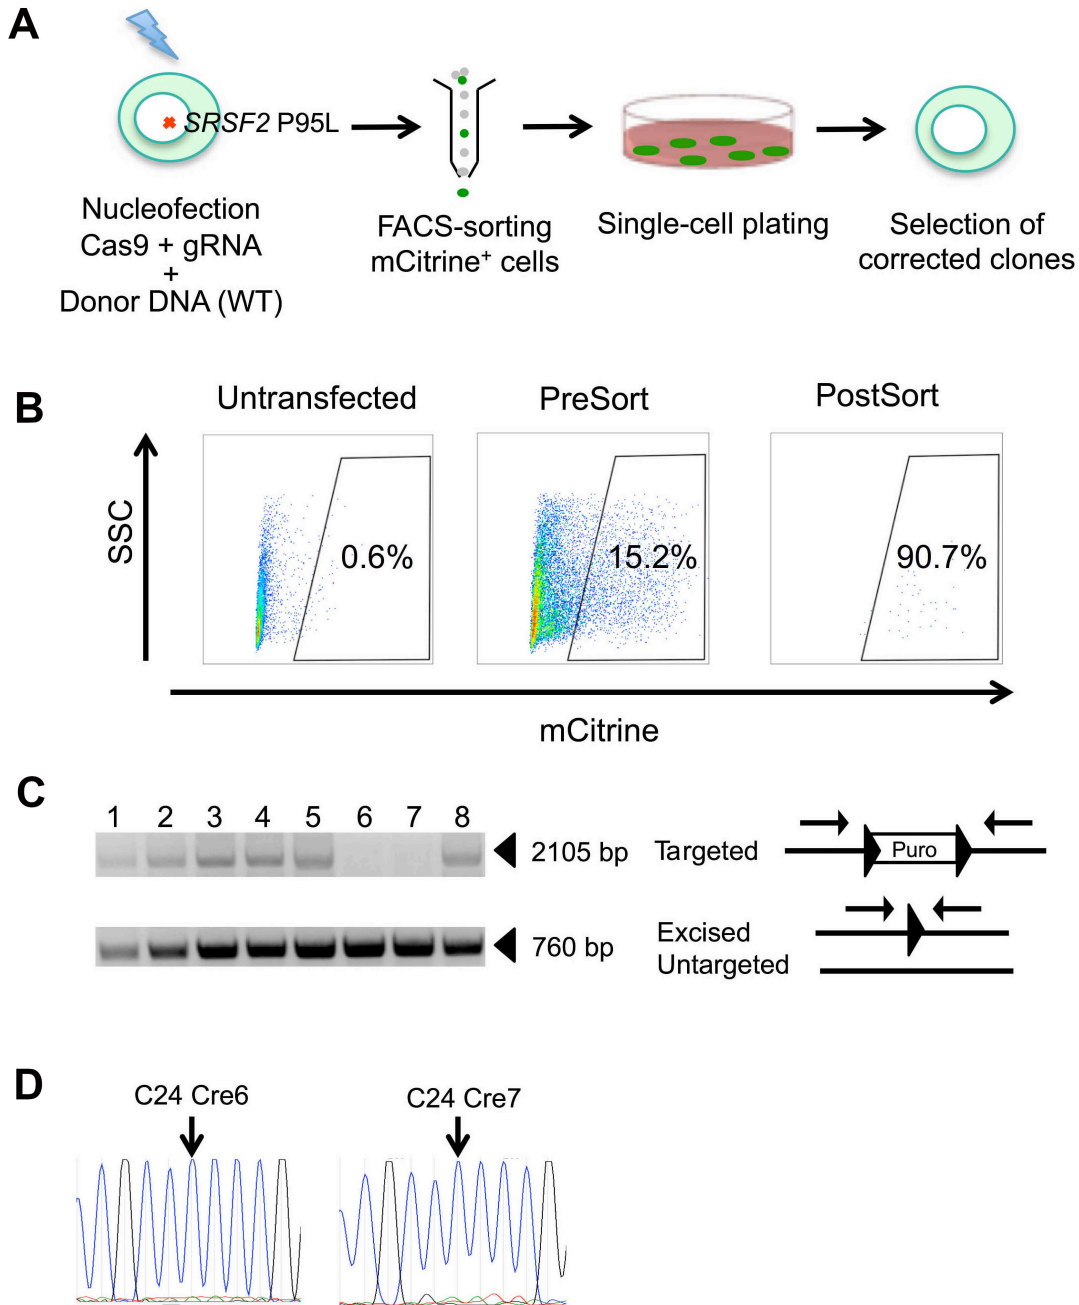 A
SRSF2 P95L
Nucleofection
Cas9 + gRNA
+
Donor DNA (WT)
FACS-sorting
mCitrine⁺ cells
Single-cell plating
Selection of
corrected clones
B
Untransfected
PreSort
PostSort
SSC
0.6%
15.2%
90.7%
mCitrine
C
1 2 3 4 5 6 7 8
2105 bp
Targeted
Puro
760 bp
Excised
Untargeted
D
C24 Cre6
C24 Cre7